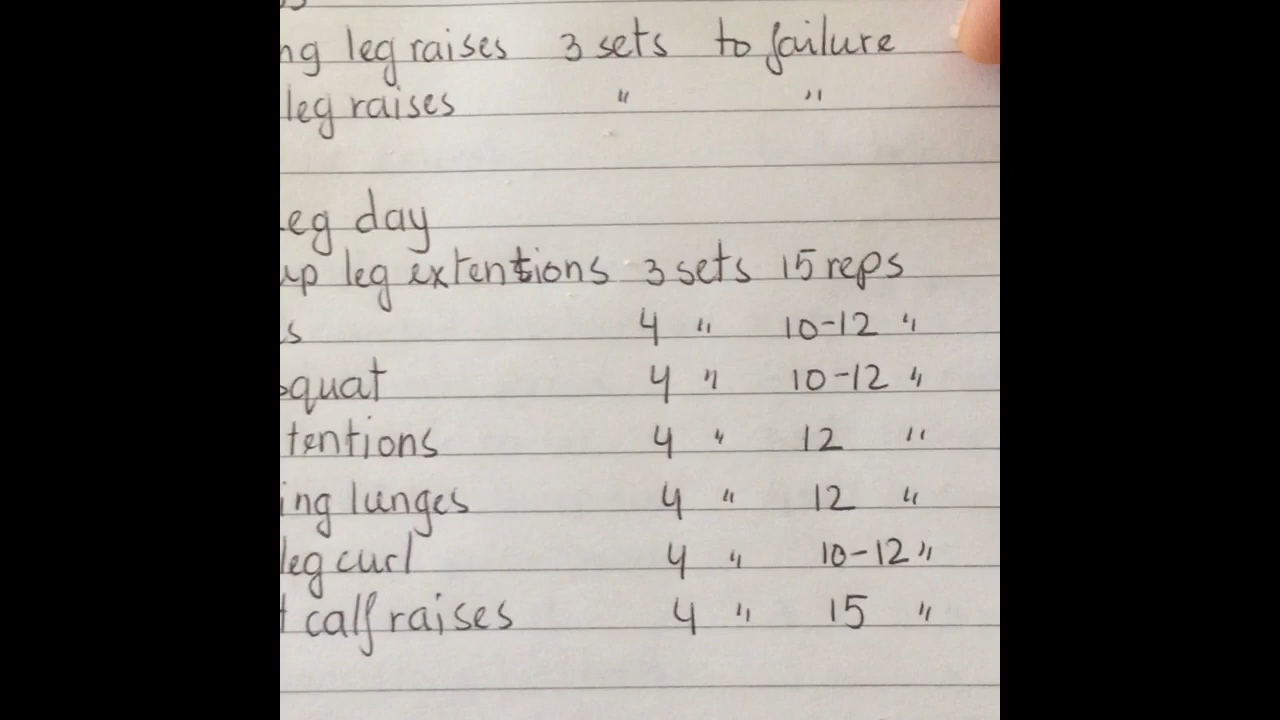 ng leg raises 3 sets to failure
leg raises " "
eg day
up leg extentions 3 sets 15 reps
s 4 " 10-12 "
squat 4 " 10-12 "
tentions 4 " 12 "
ing lunges 4 " 12 "
leg curl 4 " 10-12 "
t calf raises 4 " 15 "